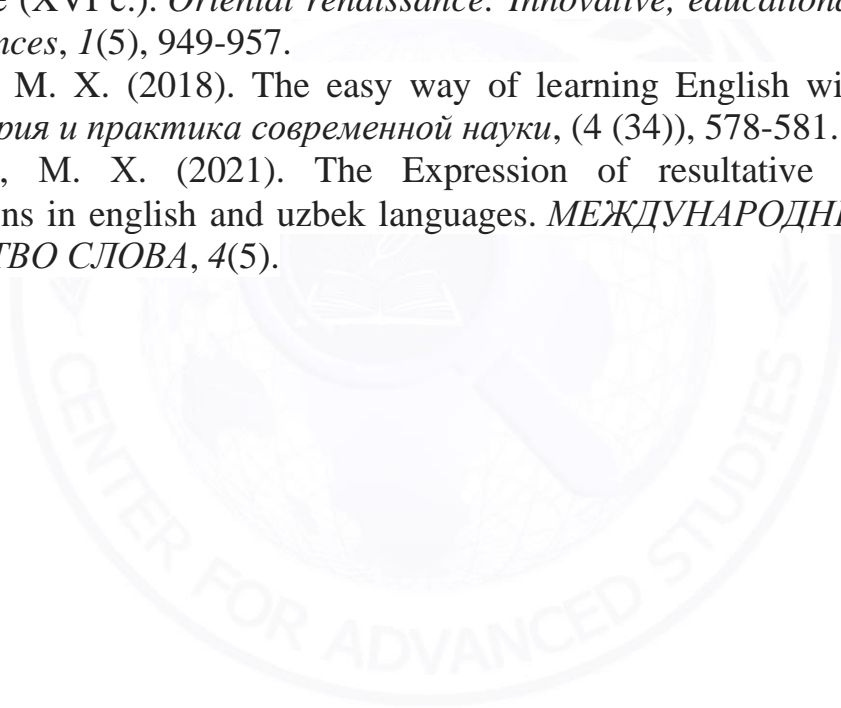 e (XVI c.). Oriental renaissance: Innovative, educational
nces, 1(5), 949-957.
M. X. (2018). The easy way of learning English wi
рия и практика современной науки, (4 (34)), 578-581.
, M. X. (2021). The Expression of resultative
ns in english and uzbek languages. МЕЖДУНАРОДН
ТВО СЛОВА, 4(5).
CENTER FOR ADVANCED STUDIES